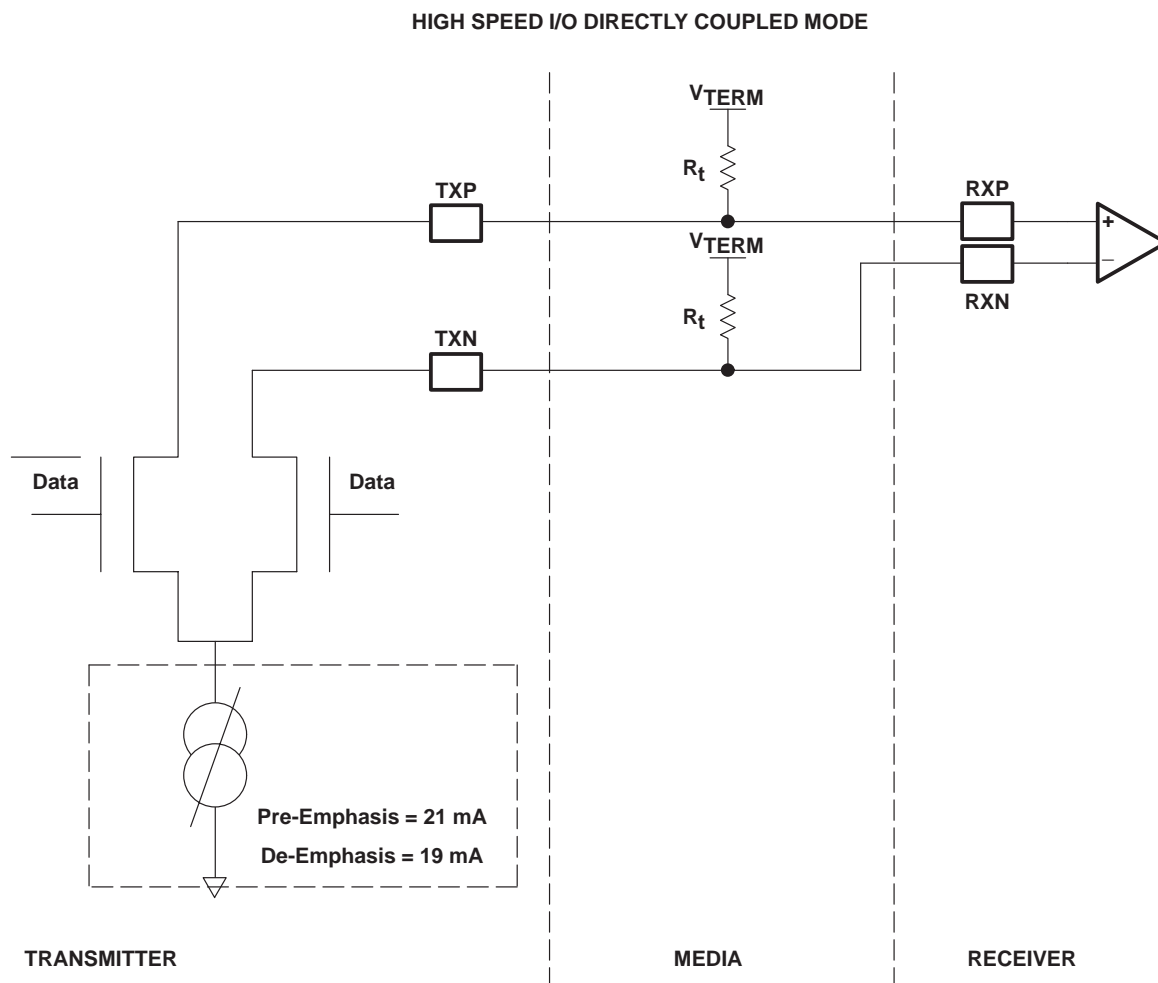 HIGH SPEED I/O DIRECTLY COUPLED MODE
VTERM
Rt
TXP
RXP
+
VTERM
−
RXN
Rt
TXN
Data
Data
Pre-Emphasis = 21 mA
De-Emphasis = 19 mA
TRANSMITTER
MEDIA
RECEIVER